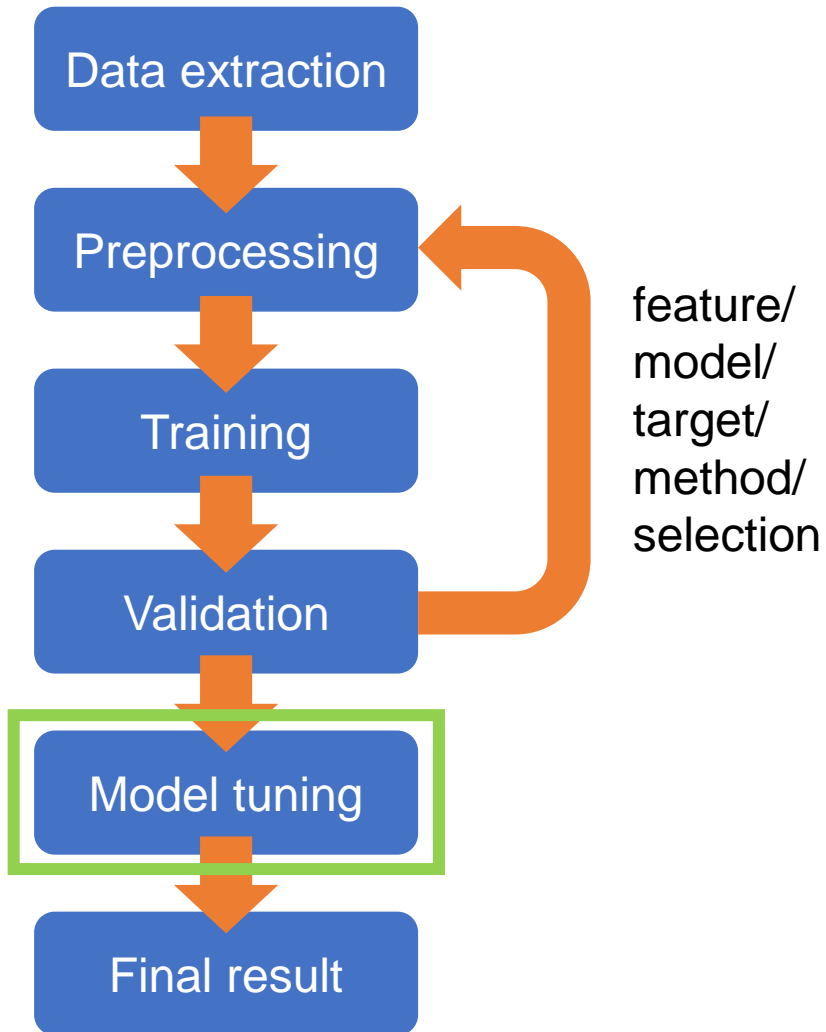 Data extraction
Preprocessing
feature/
model/
target/
method/
selection
Training
Validation
Model tuning
Final result